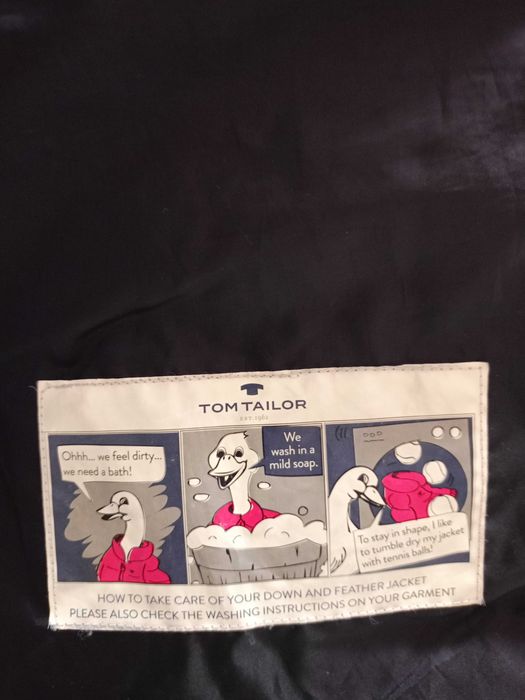 TOM TAILOR
EST.1962
Ohhh... we feel dirty...
we need a bath!
We
wash in a
mild soap.
To stay in shape, I like
to tumble dry my jacket
with tennis balls!
HOW TO TAKE CARE OF YOUR DOWN AND FEATHER JACKET
PLEASE ALSO CHECK THE WASHING INSTRUCTIONS ON YOUR GARMENT